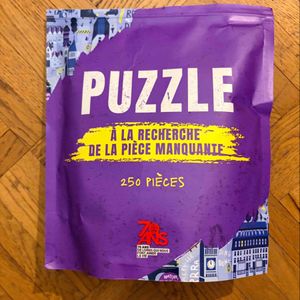 PUZZLE
À LA RECHERCHE
DE LA PIÈCE MANQUANTE
250 PIÈCES
70 ANS